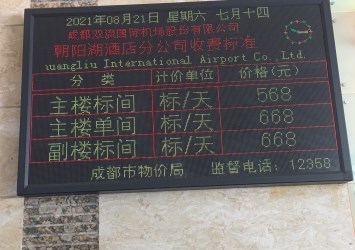 2021年08月21日 星期六 七月十四
成都双流国际机场股份有限公司
朝阳湖酒店分公司收费标准
uangliu International Airport Co., Ltd.
分类 计价单位 价格(元)
主楼标间 标/天 568
主楼单间 标/天 668
副楼标间 标/天 668
成都市物价局 监督电话: 12358